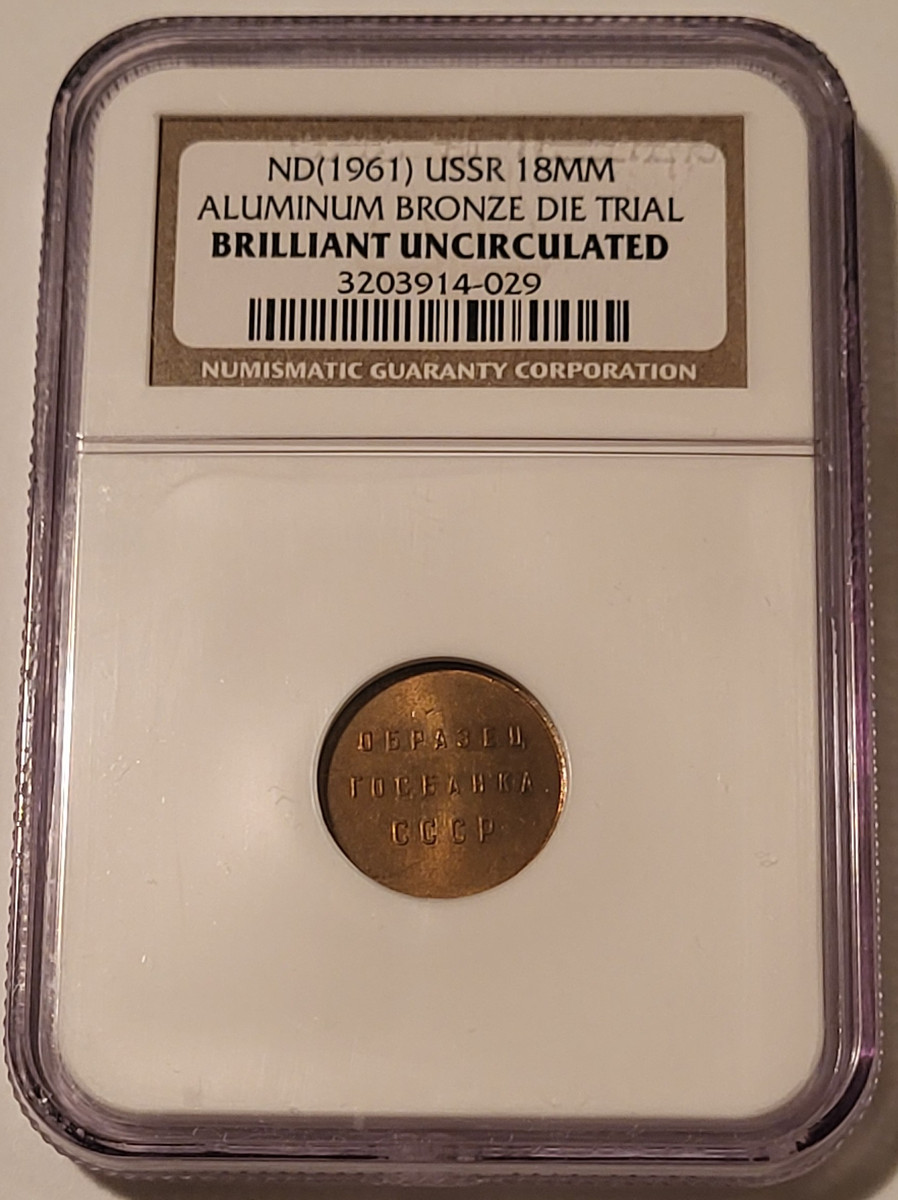 ND(1961) USSR 18MM
ALUMINUM BRONZE DIE TRIAL
BRILLIANT UNCIRCULATED
3203914-029
NUMISMATIC GUARANTY CORPORATION
ОБРАЗЕЦ
ГОСБАНКА
СССР